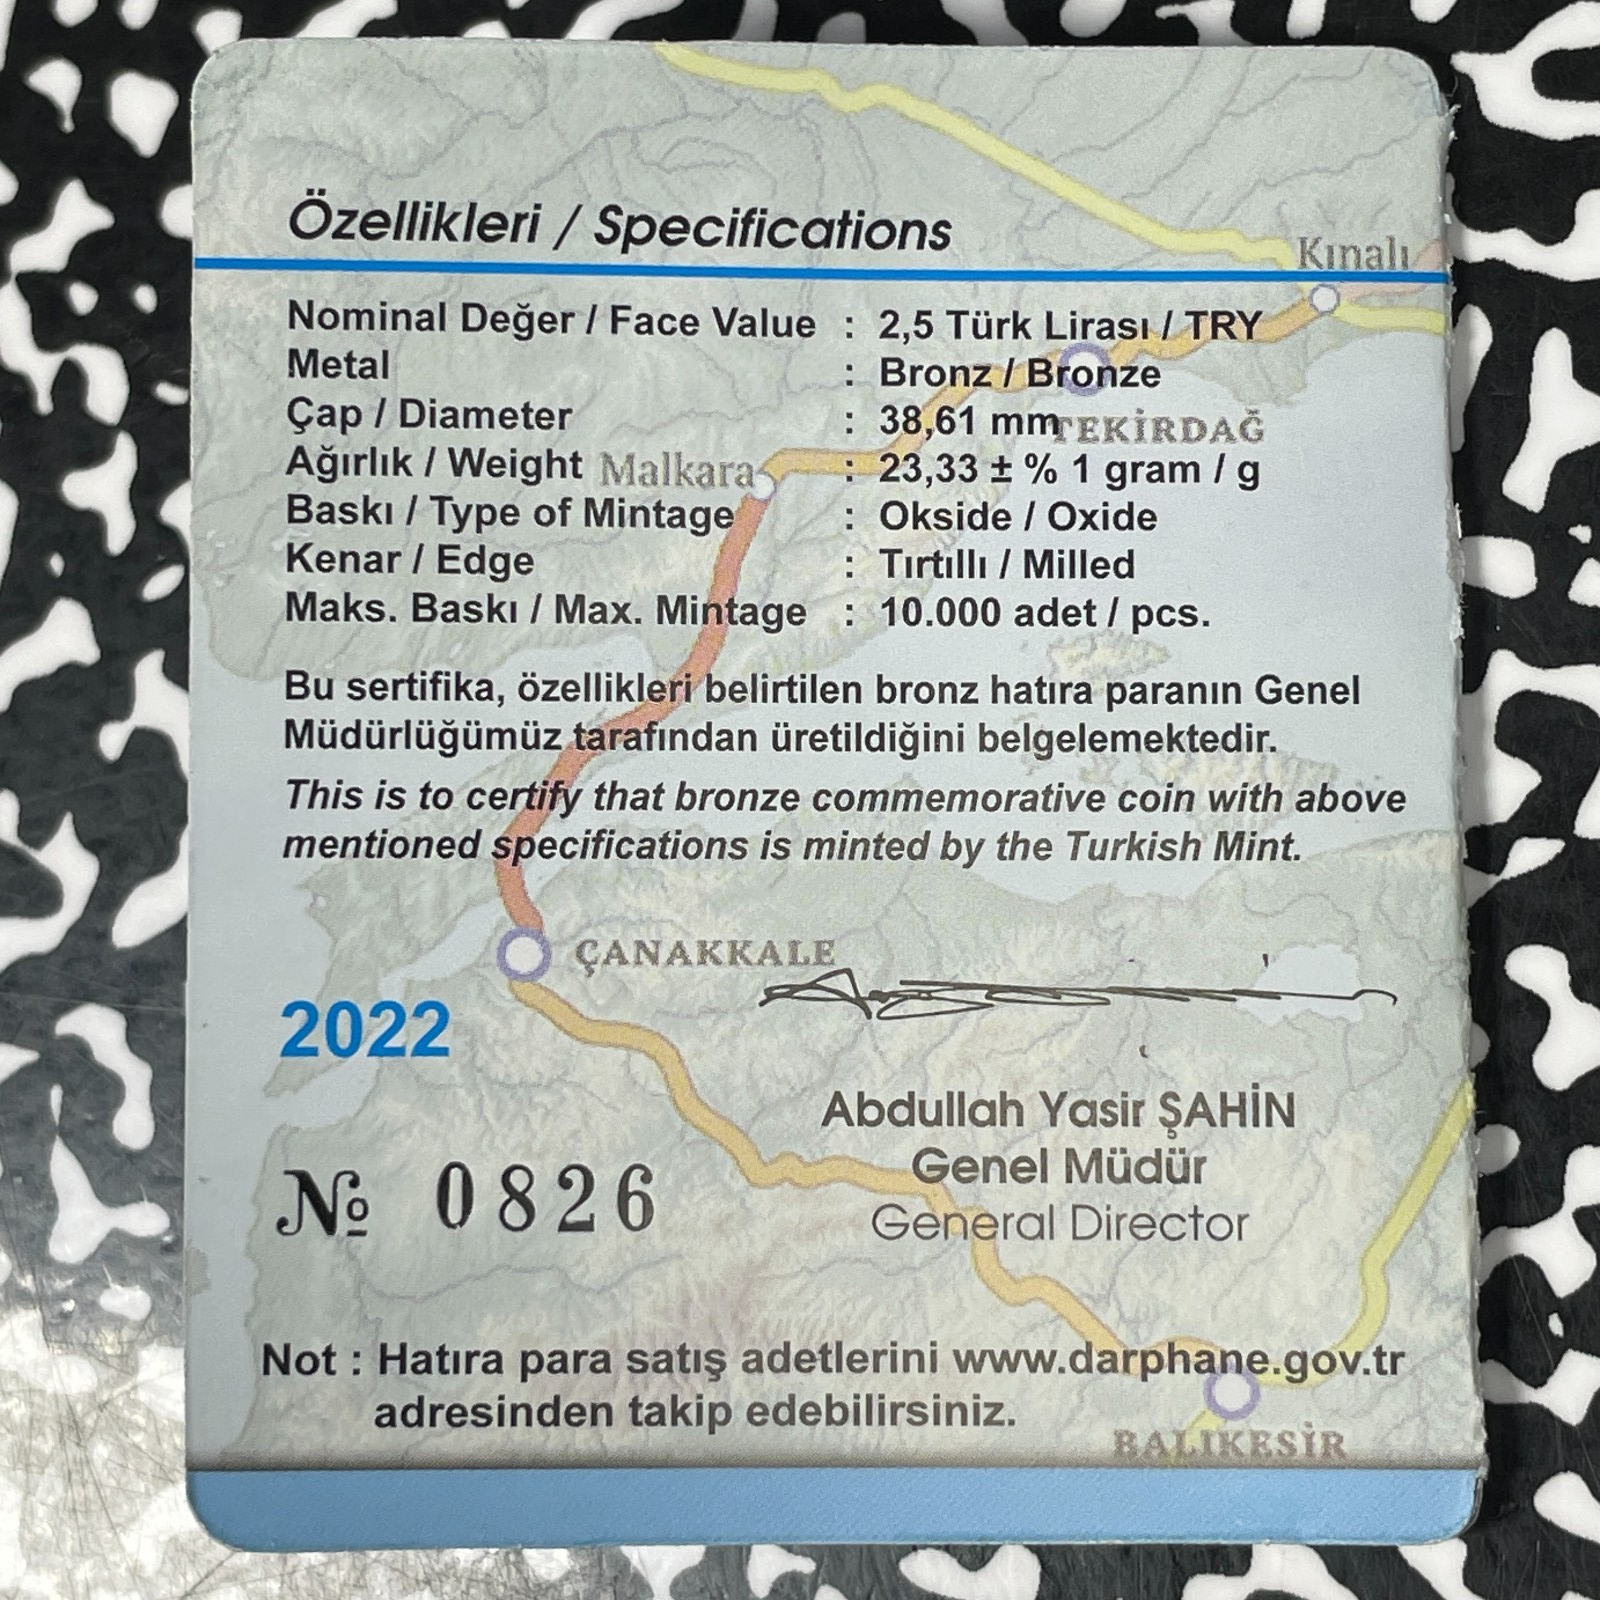 Özellikleri / Specifications
Kınalı
Nominal Değer / Face Value : 2,5 Türk Lirası / TRY
Metal : Bronz / Bronze
Çap / Diameter : 38,61 mm
TEKİRDAĞ
Ağırlık / Weight : 23,33 ± % 1 gram / g
Malkara
Baskı / Type of Mintage : Okside / Oxide
Kenar / Edge : Tırtıllı / Milled
Maks. Baskı / Max. Mintage : 10.000 adet / pcs.
Bu sertifika, özellikleri belirtilen bronz hatıra paranın Genel
Müdürlüğümüz tarafından üretildiğini belgelemektedir.
This is to certify that bronze commemorative coin with above
mentioned specifications is minted by the Turkish Mint.
ÇANAKKALE
2022
Abdullah Yasir ŞAHİN
Genel Müdür
General Director
№ 0826
Not : Hatıra para satış adetlerini www.darphane.gov.tr
adresinden takip edebilirsiniz.
BALIKESİR